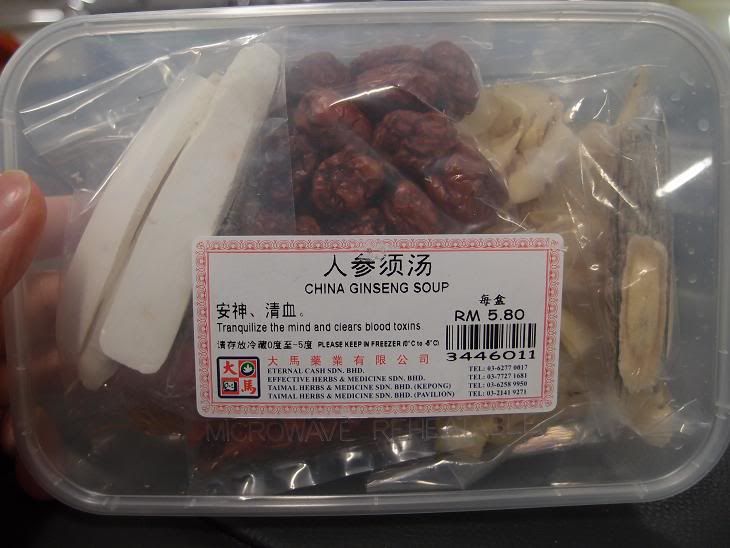 人参须汤
CHINA GINSENG SOUP
安神、清血。
Tranquilize the mind and clears blood toxins
每盒
RM 5.80
3446011
请存放冷藏0度至-5度 PLEASE KEEP IN FREEZER (0°C to -5°C)
大馬
大馬藥業有限公司
ETERNAL CASH SDN. BHD.
EFFECTIVE HERBS & MEDICINE SDN. BHD.
TAIMAL HERBS & MEDICINE SDN. BHD. (KEPONG)
TAIMAL HERBS & MEDICINE SDN. BHD. (PAVILION)
TEL: 03-6277 0017
TEL: 03-7727 1681
TEL: 03-6258 9950
TEL: 03-2141 9271
MICROWAVE REHEATABLE